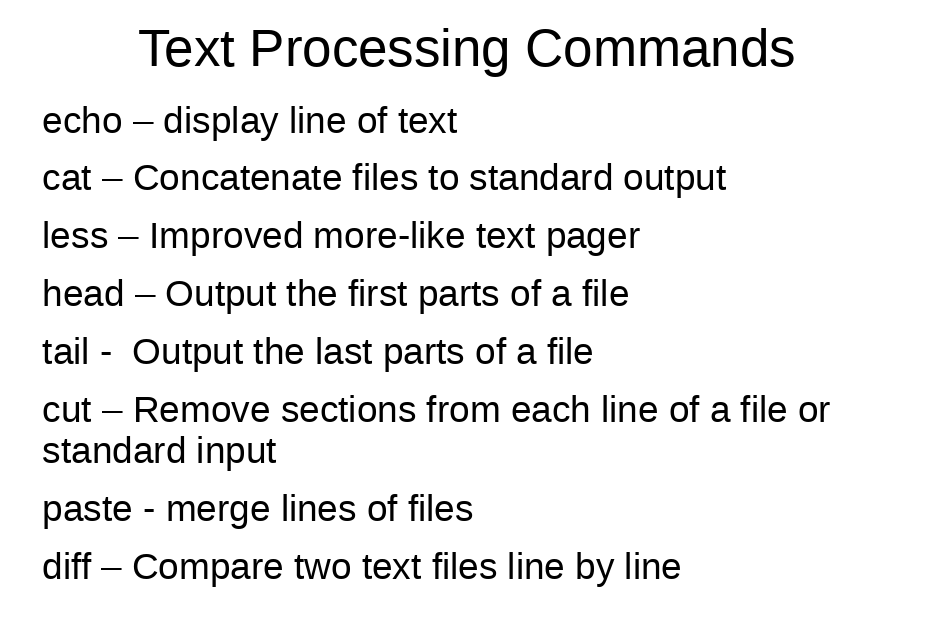 Text Processing Commands
echo – display line of text
cat – Concatenate files to standard output
less – Improved more-like text pager
head – Output the first parts of a file
tail -  Output the last parts of a file
cut – Remove sections from each line of a file or
standard input
paste - merge lines of files
diff – Compare two text files line by line